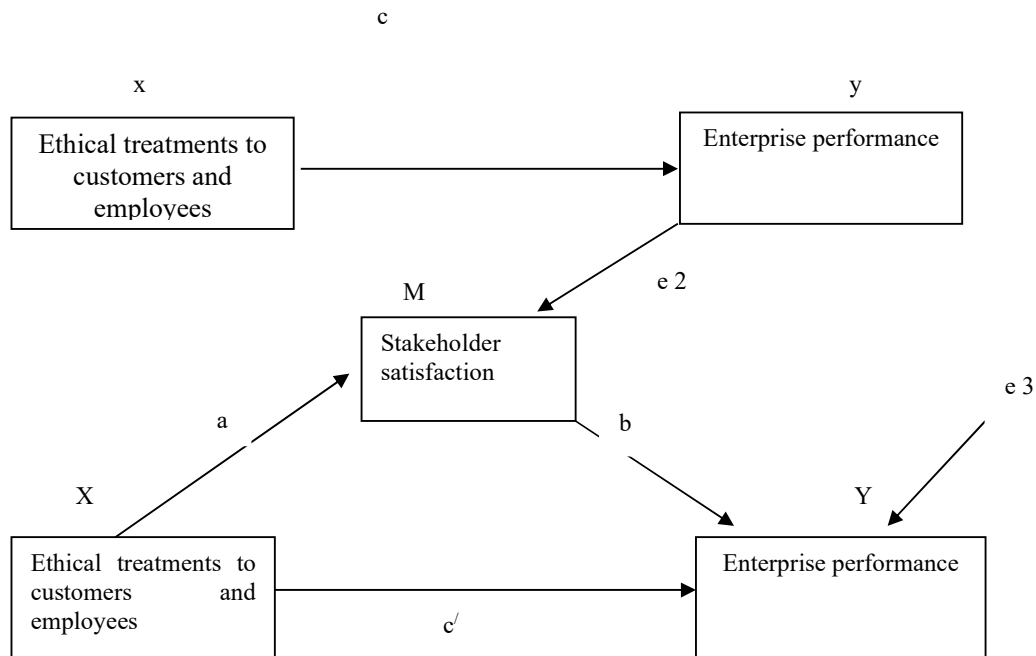 c
x
y
Ethical treatments to
customers and
employees
Enterprise performance
e 2
M
Stakeholder
satisfaction
e 3
a
b
X
Y
Ethical treatments to
customers and
employees
Enterprise performance
c/